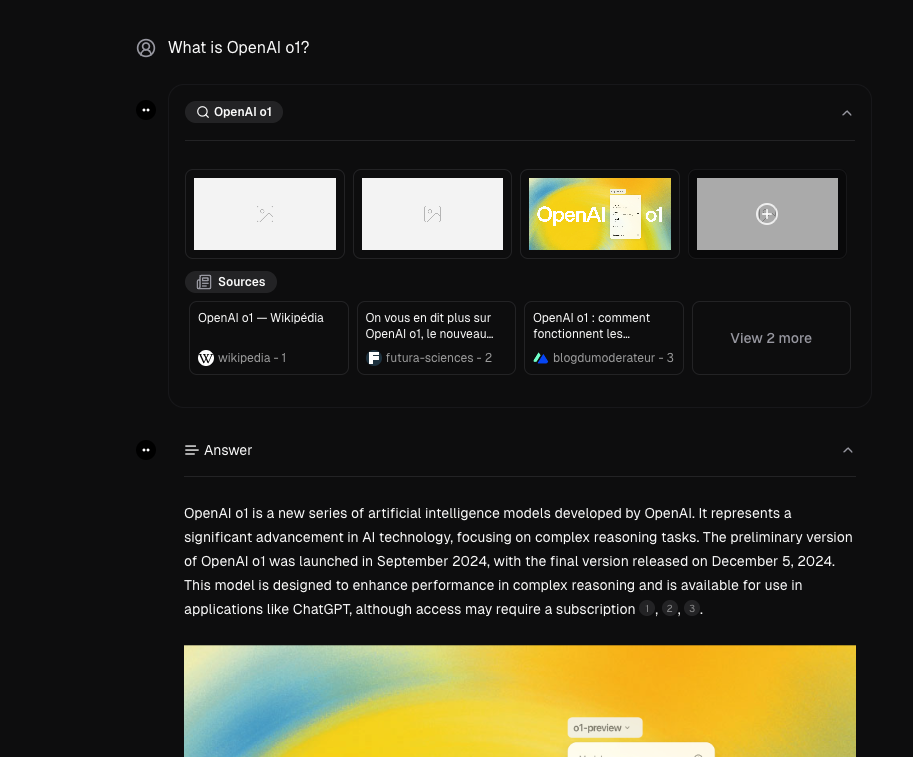 What is OpenAI o1?
OpenAI o1
OpenAI o1
Sources
OpenAI o1 — Wikipédia
wikipedia - 1
On vous en dit plus sur
OpenAI o1, le nouveau…
futura-sciences - 2
OpenAI o1 : comment
fonctionnent les…
blogdumoderateur - 3
View 2 more
Answer
OpenAI o1 is a new series of artificial intelligence models developed by OpenAI. It represents a
significant advancement in AI technology, focusing on complex reasoning tasks. The preliminary version
of OpenAI o1 was launched in September 2024, with the final version released on December 5, 2024.
This model is designed to enhance performance in complex reasoning and is available for use in
applications like ChatGPT, although access may require a subscription 1, 2, 3.
o1-preview